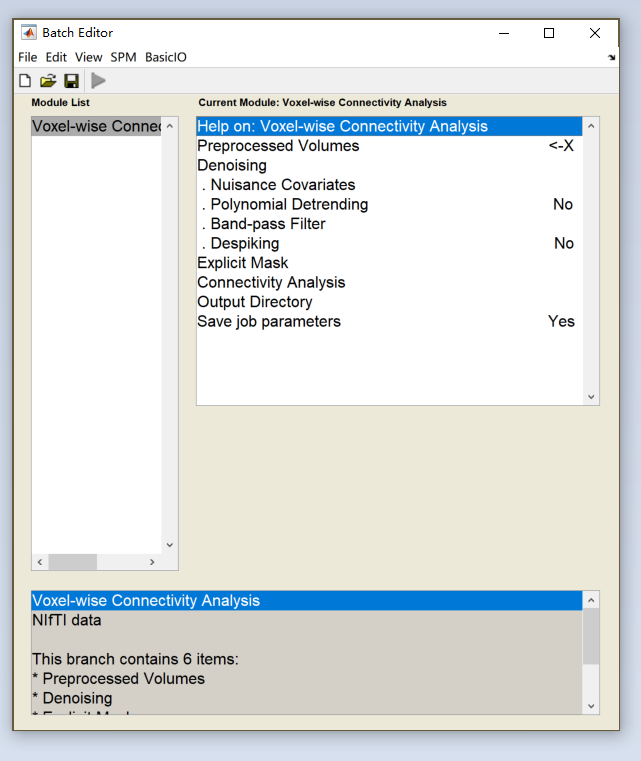 Batch Editor
File Edit View SPM BasicIO
Module List
Current Module: Voxel-wise Connectivity Analysis
Voxel-wise Connec
Help on: Voxel-wise Connectivity Analysis
Preprocessed Volumes <-X
Denoising
. Nuisance Covariates
. Polynomial Detrending No
. Band-pass Filter
. Despiking No
Explicit Mask
Connectivity Analysis
Output Directory
Save job parameters Yes
Voxel-wise Connectivity Analysis
NIfTI data
This branch contains 6 items:
* Preprocessed Volumes
* Denoising